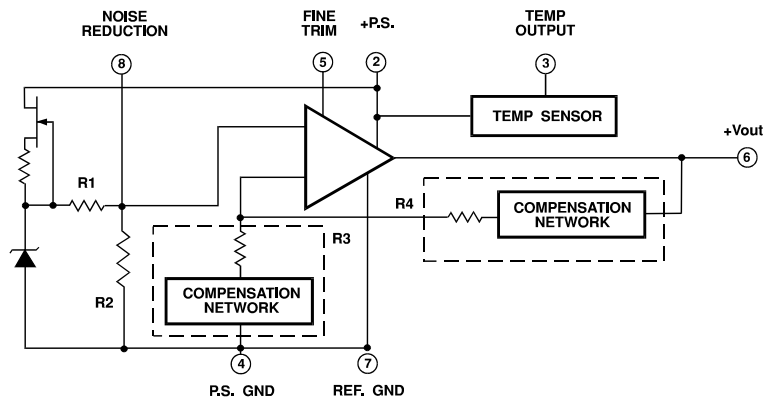 NOISE
REDUCTION
FINE
TRIM
+P.S.
TEMP
OUTPUT
8
5
2
3
TEMP SENSOR
+Vout
6
R1
R4
COMPENSATION
NETWORK
R3
R2
COMPENSATION
NETWORK
4
7
P.S. GND
REF. GND